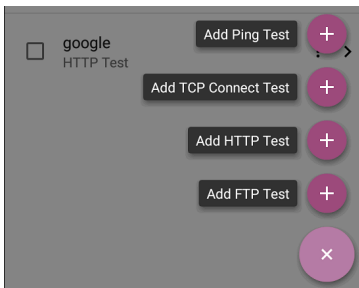 google
HTTP Test
Add Ping Test
Add TCP Connect Test
Add HTTP Test
Add FTP Test